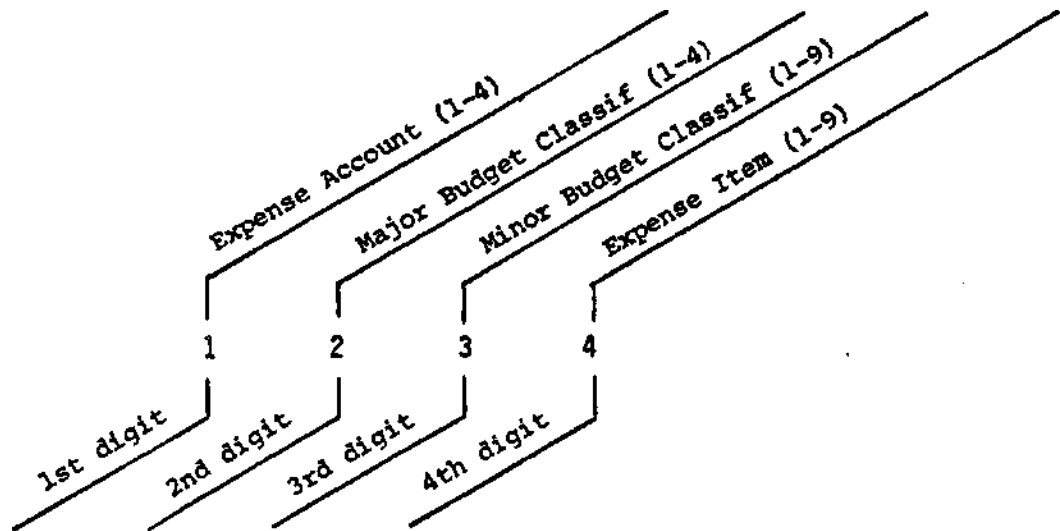 Expense Account (1-4)
Major Budget Classif (1-4)
Minor Budget Classif (1-9)
Expense Item (1-9)
1 2 3 4
1st digit
2nd digit
3rd digit
4th digit